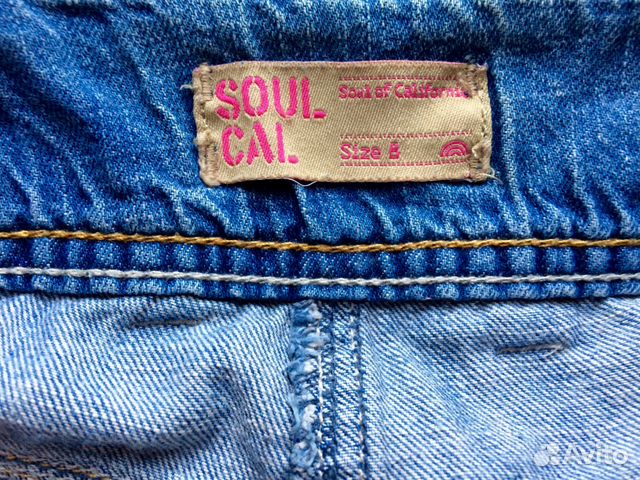 SOUL
CAL
Soul of California
Size 8
Avito